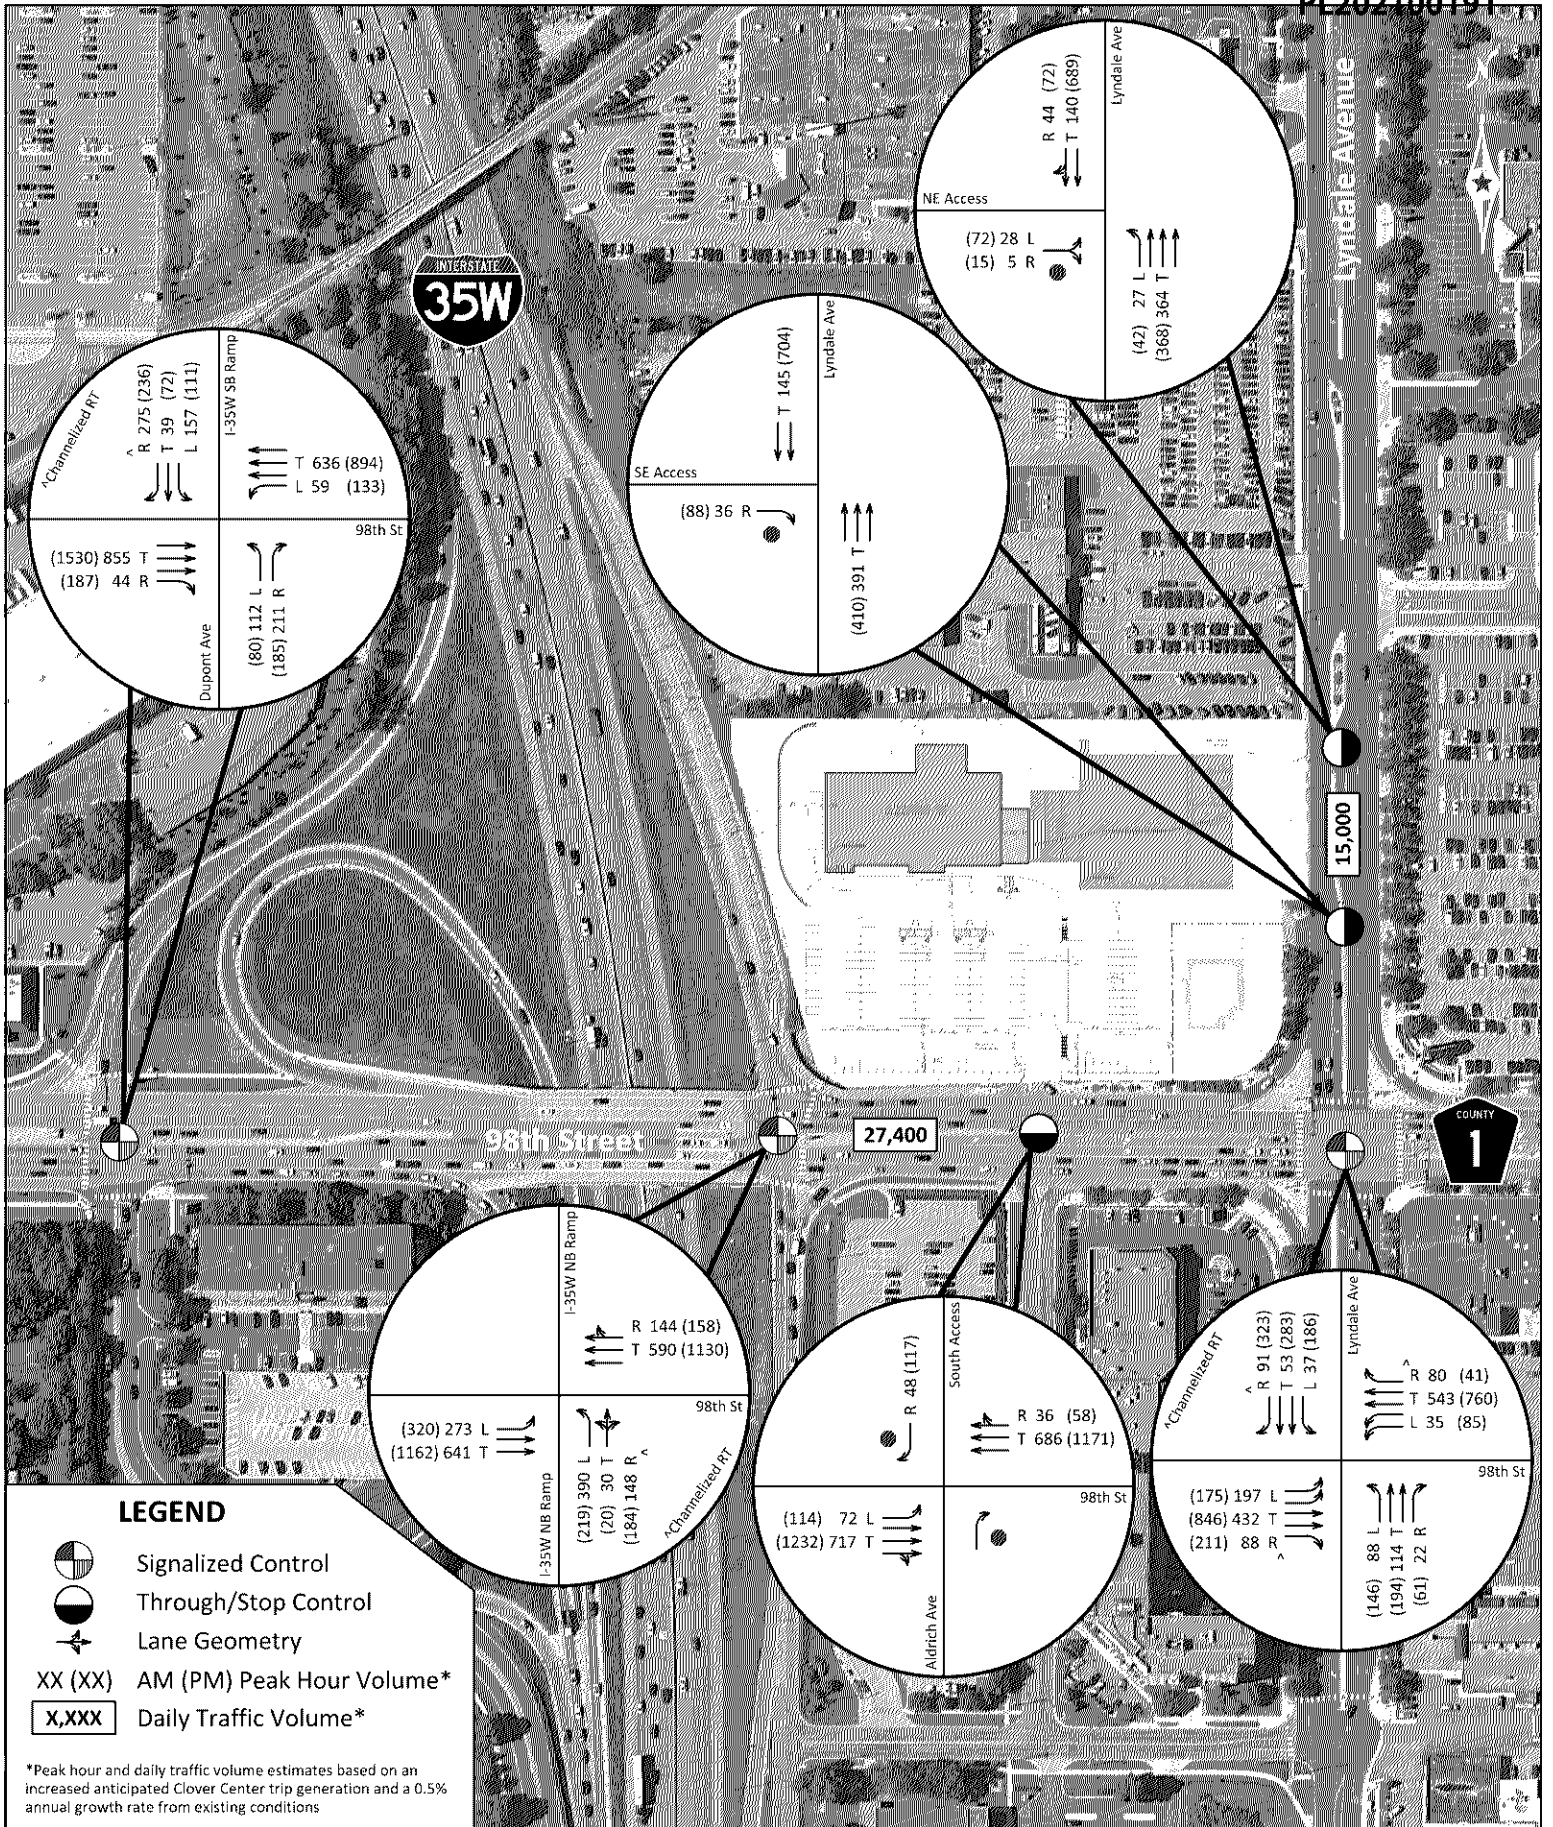 PL202100191
Lyndale Avenue
INTERSTATE
35W
NE Access
Lyndale Ave
R 44 (72)
T 140 (689)
(72) 28 L
(15) 5 R
(42) 27 L
(368) 364 T
SE Access
Lyndale Ave
T 145 (704)
(88) 36 R
(410) 391 T
^Channelized RT
^
R 275 (236)
T 39 (72)
L 157 (111)
I-35W SB Ramp
T 636 (894)
L 59 (133)
98th St
(1530) 855 T
(187) 44 R
Dupont Ave
(80) 112 L
(185) 211 R
15,000
98th Street
27,400
COUNTY
1
I-35W NB Ramp
R 144 (158)
T 590 (1130)
98th St
(320) 273 L
(1162) 641 T
I-35W NB Ramp
(219) 390 L
(20) 30 T
(184) 148 R
^
^Channelized RT
R 48 (117)
South Access
R 36 (58)
T 686 (1171)
98th St
(114) 72 L
(1232) 717 T
Aldrich Ave
^Channelized RT
^
R 91 (323)
T 53 (283)
L 37 (186)
Lyndale Ave
^
R 80 (41)
T 543 (760)
L 35 (85)
98th St
(175) 197 L
(846) 432 T
(211) 88 R
^
(146) 88 L
(194) 114 T
(61) 22 R
LEGEND
Signalized Control
Through/Stop Control
Lane Geometry
XX (XX) AM (PM) Peak Hour Volume*
X,XXX Daily Traffic Volume*
*Peak hour and daily traffic volume estimates based on an
increased anticipated Clover Center trip generation and a 0.5%
annual growth rate from existing conditions